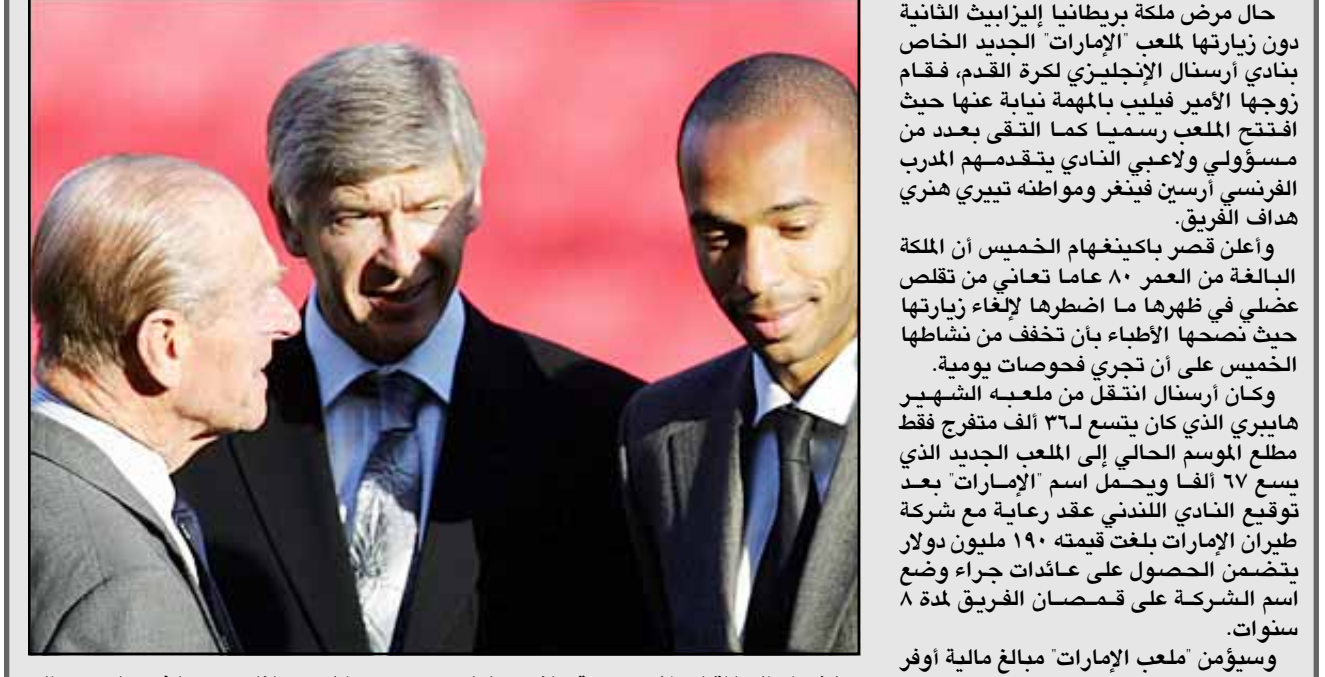 حال مرض ملكة بريطانيا إليزابيث الثانية
دون زيارتها لملعب "الإمارات" الجديد الخاص
بنادي أرسنال الإنجليزي لكرة القدم، فقام
زوجها الأمير فيليب بالمهمة نيابة عنها حيث
افتتح الملعب رسميا كما التقى بعدد من
مسؤولي ولاعبي النادي يتقدمهم المدرب
الفرنسي أرسين فينغر ومواطنه تييري هنري
هداف الفريق.
وأعلن قصر باكينغهام الخميس أن الملكة
البالغة من العمر ٨٠ عاما تعاني من تقلص
عضلي في ظهرها ما اضطرها لإلغاء زيارتها
حيث نصحها الأطباء بأن تخفف من نشاطها
الخميس على أن تجري فحوصات يومية.
وكان أرسنال انتقل من ملعبه الشهير
هايبري الذي كان يتسع لـ٣٦ ألف متفرج فقط
مطلع الموسم الحالي إلى الملعب الجديد الذي
يسع ٦٧ ألفا ويحمل اسم "الإمارات" بعد
توقيع النادي اللندني عقد رعاية مع شركة
طيران الإمارات بلغت قيمته ١٩٠ مليون دولار
يتضمن الحصول على عائدات جراء وضع
اسم الشركة على قمصان الفريق لمدة ٨
سنوات.
وسيؤمن "ملعب الإمارات" مبالغ مالية أوفر